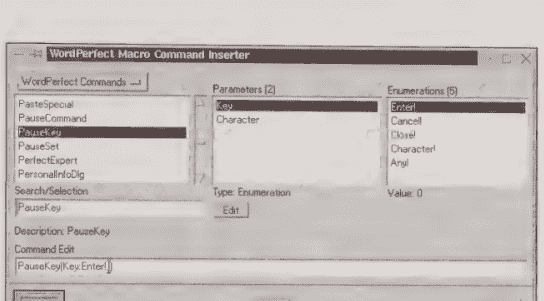 WordPerfect Macro Command Inserter
WordPerfect Commands
Parameters (2)
Enumerations (5)
PasteSpecial
PauseCommand
PauseKey
PauseSet
PerfectExpert
PersonalInfoDlg
Key
Character
Enter!
Cancel!
Close!
Character!
Any!
Search/Selection
Type: Enumeration
Value: 0
PauseKey
Edit
Description: PauseKey
Command Edit
PauseKey(Key:Enter!)